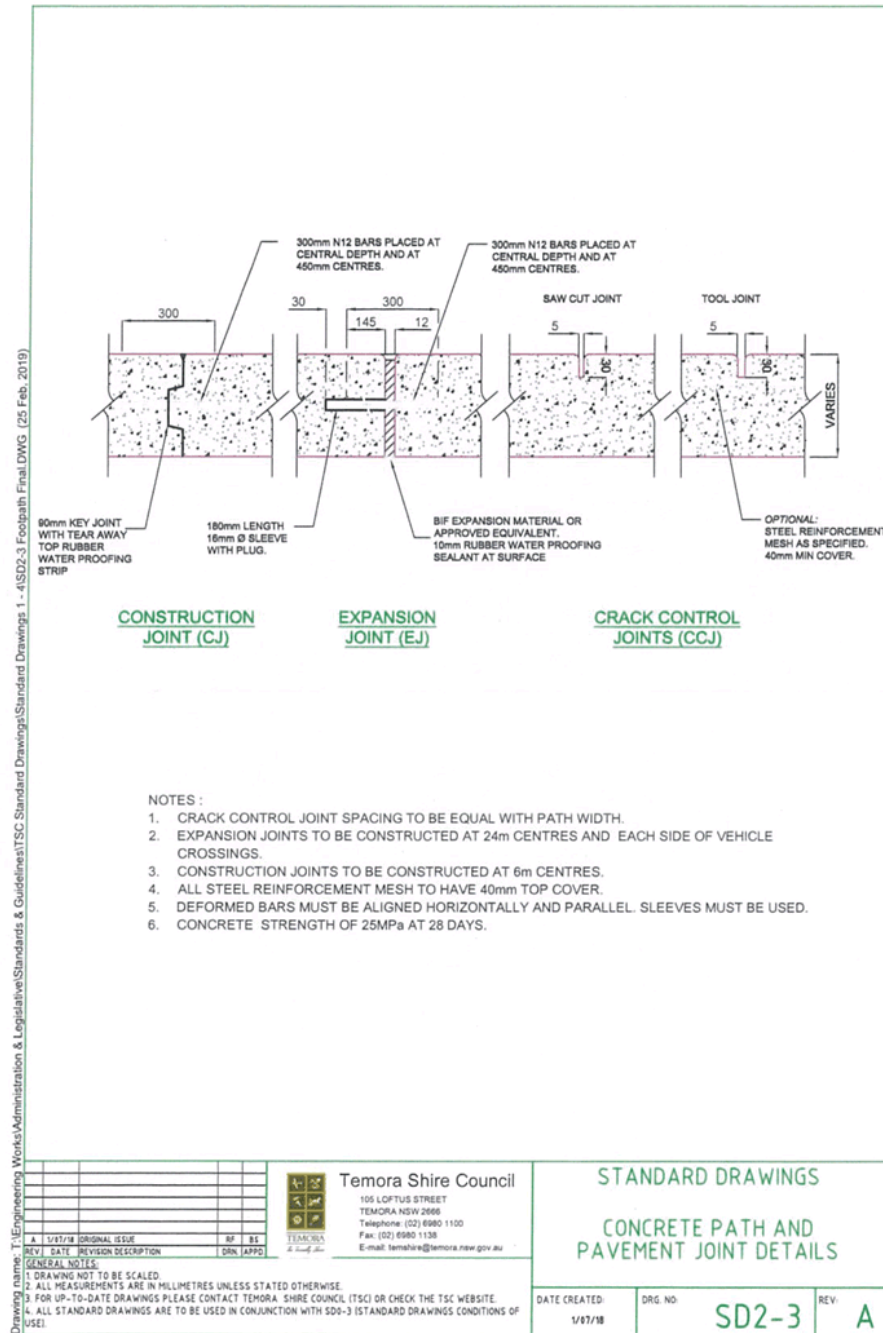 300mm N12 BARS PLACED AT
CENTRAL DEPTH AND AT
450mm CENTRES.
300mm N12 BARS PLACED AT
CENTRAL DEPTH AND AT
450mm CENTRES.
300
30
300
145
12
SAW CUT JOINT
5
30
TOOL JOINT
5
30
VARIES
90mm KEY JOINT
WITH TEAR AWAY
TOP RUBBER
WATER PROOFING
STRIP
180mm LENGTH
16mm Ø SLEEVE
WITH PLUG.
BIF EXPANSION MATERIAL OR
APPROVED EQUIVALENT.
10mm RUBBER WATER PROOFING
SEALANT AT SURFACE
OPTIONAL:
STEEL REINFORCEMENT
MESH AS SPECIFIED.
40mm MIN COVER.
CONSTRUCTION
JOINT (CJ)
EXPANSION
JOINT (EJ)
CRACK CONTROL
JOINTS (CCJ)
NOTES :
1. CRACK CONTROL JOINT SPACING TO BE EQUAL WITH PATH WIDTH.
2. EXPANSION JOINTS TO BE CONSTRUCTED AT 24m CENTRES AND EACH SIDE OF VEHICLE
CROSSINGS.
3. CONSTRUCTION JOINTS TO BE CONSTRUCTED AT 6m CENTRES.
4. ALL STEEL REINFORCEMENT MESH TO HAVE 40mm TOP COVER.
5. DEFORMED BARS MUST BE ALIGNED HORIZONTALLY AND PARALLEL. SLEEVES MUST BE USED.
6. CONCRETE STRENGTH OF 25MPa AT 28 DAYS.
Drawing name: T:\Engineering Works\Administration & Legislative\Standards & Guidelines\TSC Standard Drawings\Standard Drawings 1 - 4\SD2-3 Footpath Final.DWG (25 Feb, 2019)
A 1/07/18 ORIGINAL ISSUE RF BS
REV. DATE REVISION DESCRIPTION DRN. APPD.
GENERAL NOTES:
1. DRAWING NOT TO BE SCALED.
2. ALL MEASUREMENTS ARE IN MILLIMETRES UNLESS STATED OTHERWISE.
3. FOR UP-TO-DATE DRAWINGS PLEASE CONTACT TEMORA SHIRE COUNCIL (TSC) OR CHECK THE TSC WEBSITE.
4. ALL STANDARD DRAWINGS ARE TO BE USED IN CONJUNCTION WITH SD0-3 (STANDARD DRAWINGS CONDITIONS OF
USE).
TEMORA
Temora Shire Council
105 LOFTUS STREET
TEMORA NSW 2666
Telephone: (02) 6980 1100
Fax: (02) 6980 1138
E-mail: temshire@temora.nsw.gov.au
STANDARD DRAWINGS
CONCRETE PATH AND
PAVEMENT JOINT DETAILS
DATE CREATED:
1/07/18
DRG. NO:
SD2-3
REV:
A